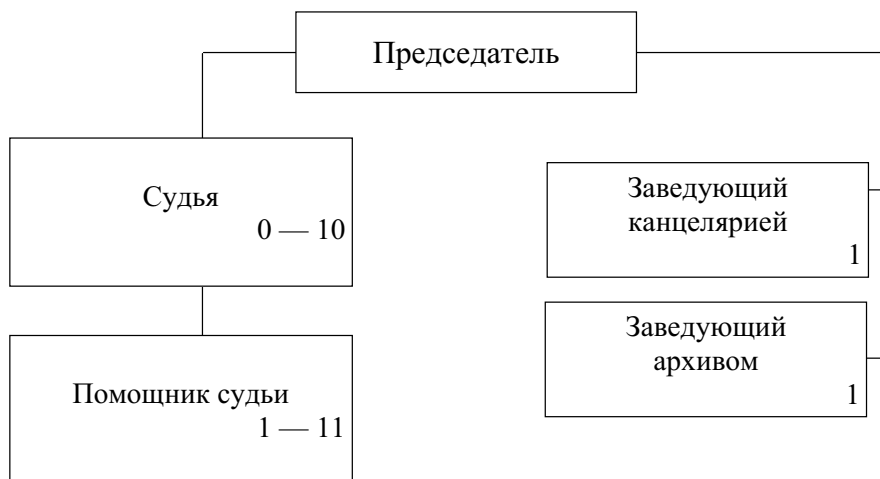 Председатель
Судья
0 — 10
Помощник судьи
1 — 11
Заведующий
канцелярией
1
Заведующий
архивом
1